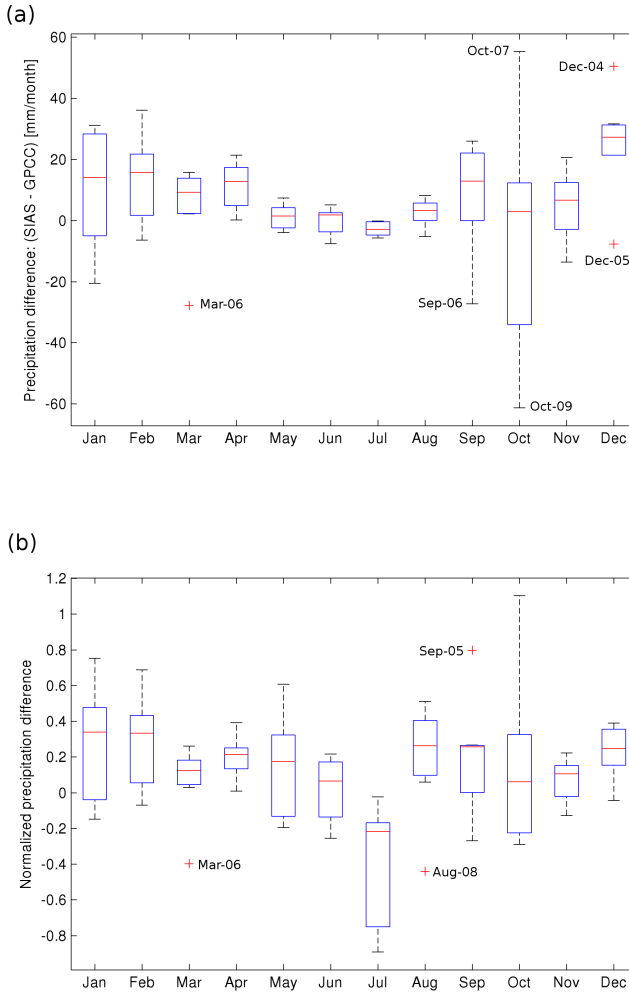 (a)
Precipitation difference: (SIAS - GPCC) [mm/month]
60
40
20
0
-20
-40
-60
Oct-07
Dec-04
Dec-05
Mar-06
Sep-06
Oct-09
Jan Feb Mar Apr May Jun Jul Aug Sep Oct Nov Dec
(b)
Normalized precipitation difference
1.2
1
0.8
0.6
0.4
0.2
0
-0.2
-0.4
-0.6
-0.8
Sep-05
Mar-06
Aug-08
Jan Feb Mar Apr May Jun Jul Aug Sep Oct Nov Dec